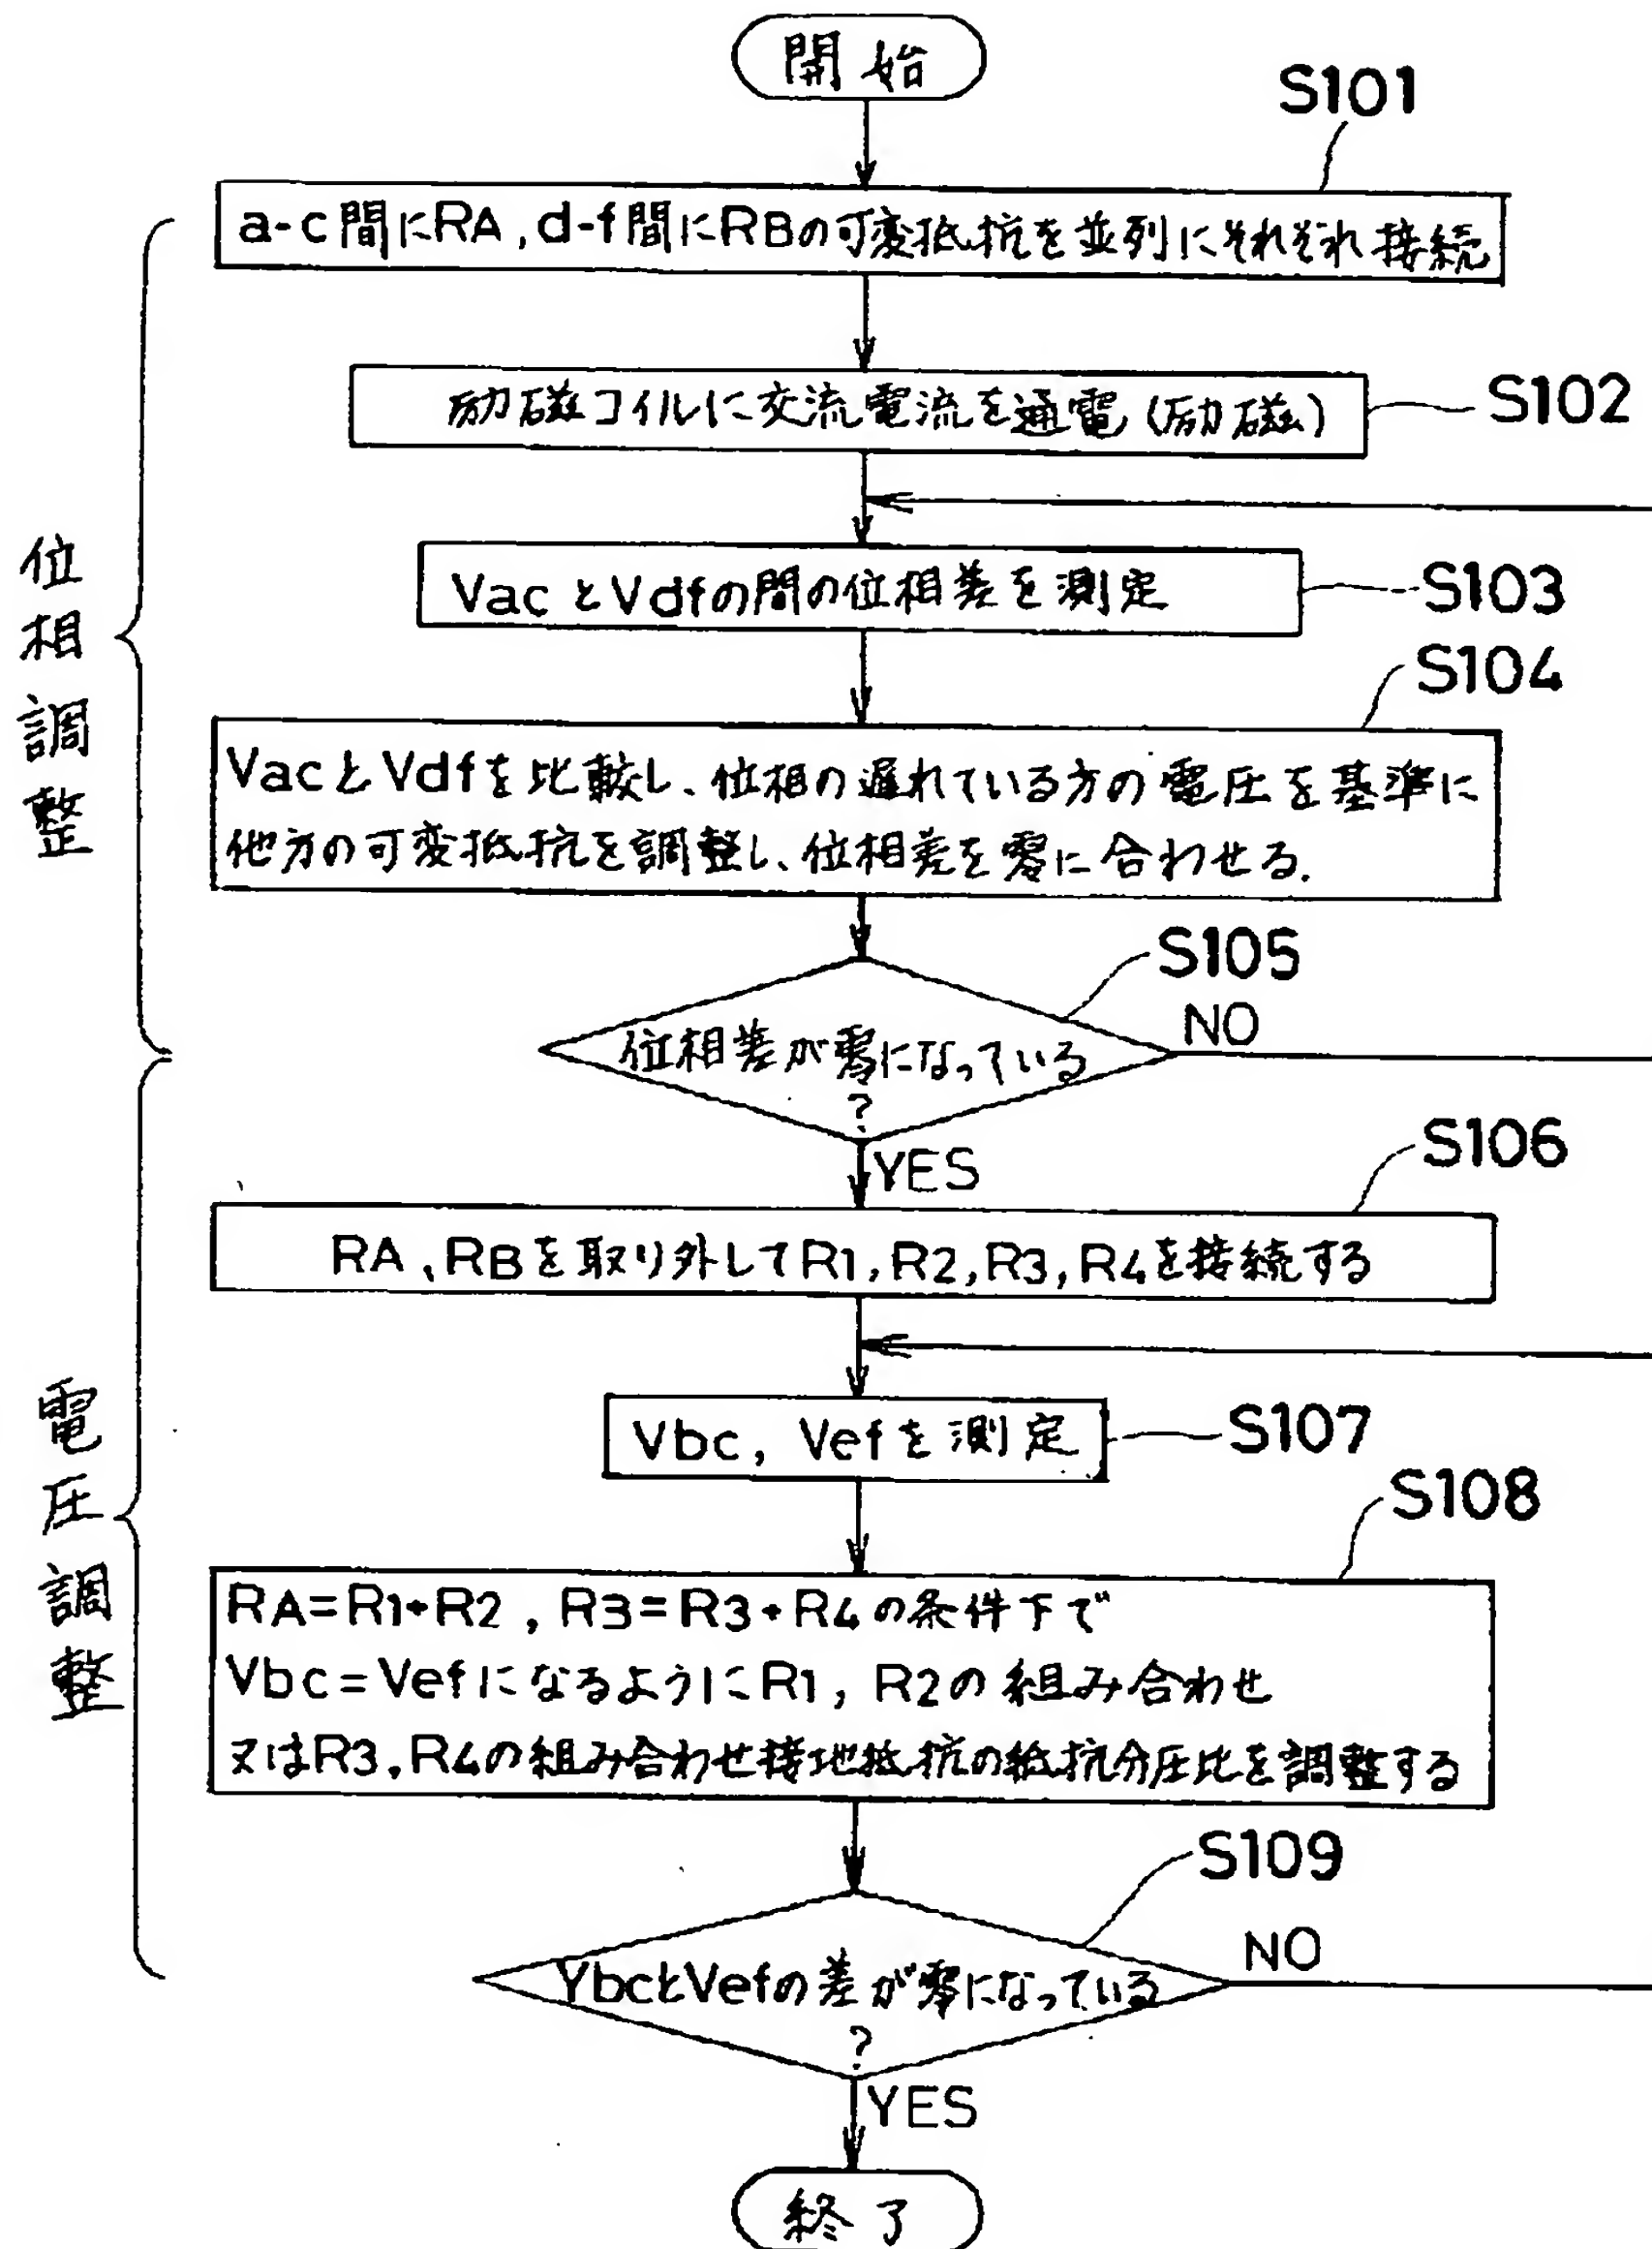 開始
S101
a-c間にRA,d-f間にRBの可変抵抗を並列にそれぞれ接続
励磁コイルに交流電流を通電(励磁)
S102
VacとVdfの間の位相差を測定
S103
S104
VacとVdfを比較し、位相の遅れている方の電圧を基準に
他方の可変抵抗を調整し、位相差を零に合わせる.
S105
位相差が零になっている
?
NO
YES
位相調整
S106
RA、RBを取り外してR1,R2,R3,R4を接続する
Vbc, Vefを測定
S107
S108
RA=R1+R2,RB=R3+R4の条件下で
Vbc=VefになるようにR1,R2の組み合わせ
又はR3,R4の組み合わせ接地抵抗の抵抗分圧比を調整する
S109
VbcとVefの差が零になっている
?
NO
YES
電圧調整
終了